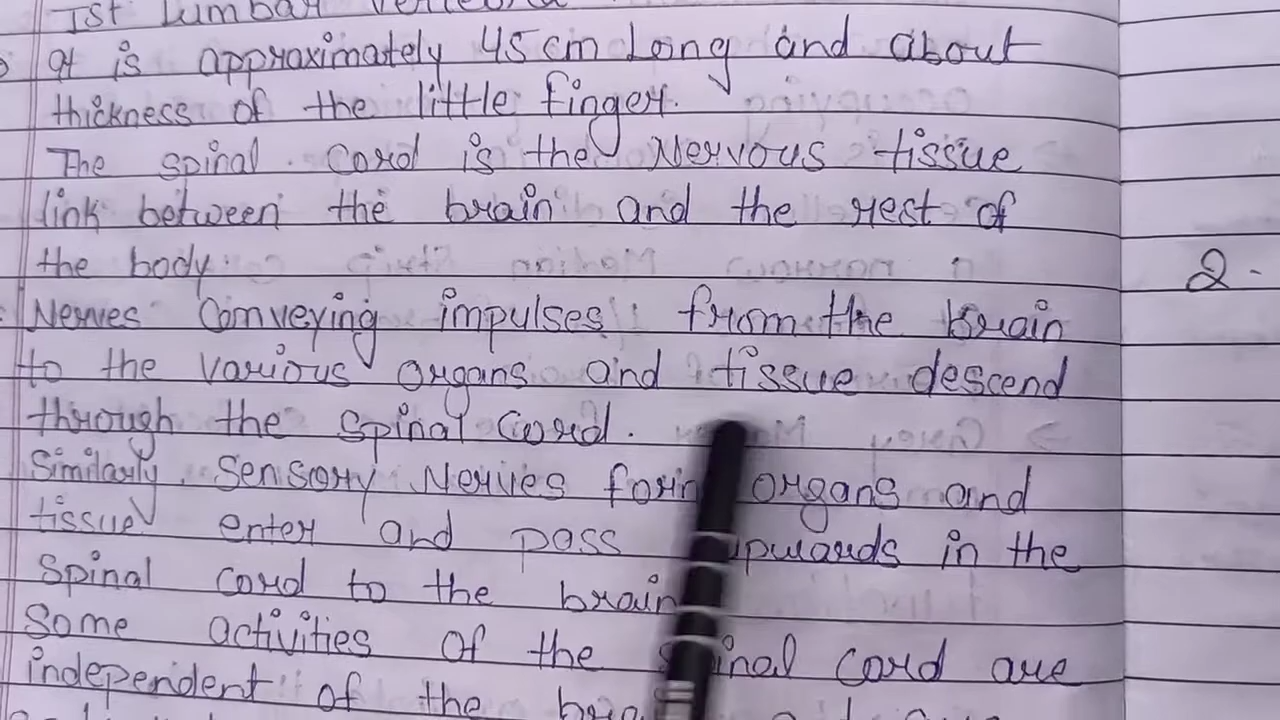 Ist Lumbar vertebra
It is approximately 45 cm Long and about
thickness of the little finger.
The spinal cord is the Nervous tissue
link between the brain and the rest of
the body.
2.
Nerves Conveying impulses from the brain
to the various organs and tissue descend
through the spinal cord.
Similarly Sensory Nerves form organs and
tissue enter and pass upwards in the
Spinal cord to the brain
Some activities of the spinal cord are
independent of the